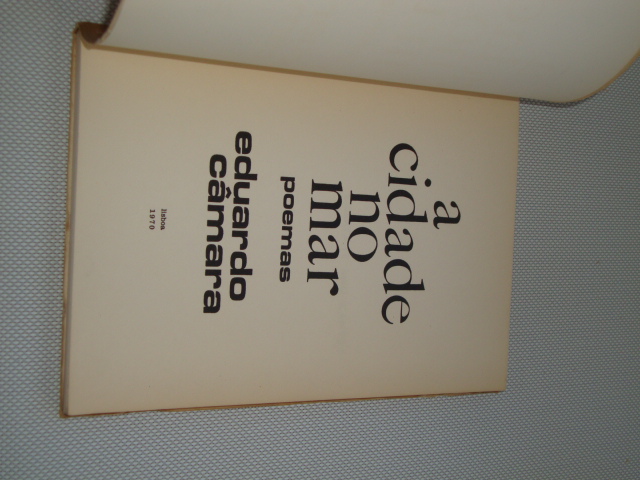 a
cidade
no
mar
poemas
eduardo
câmara
lisboa
1970